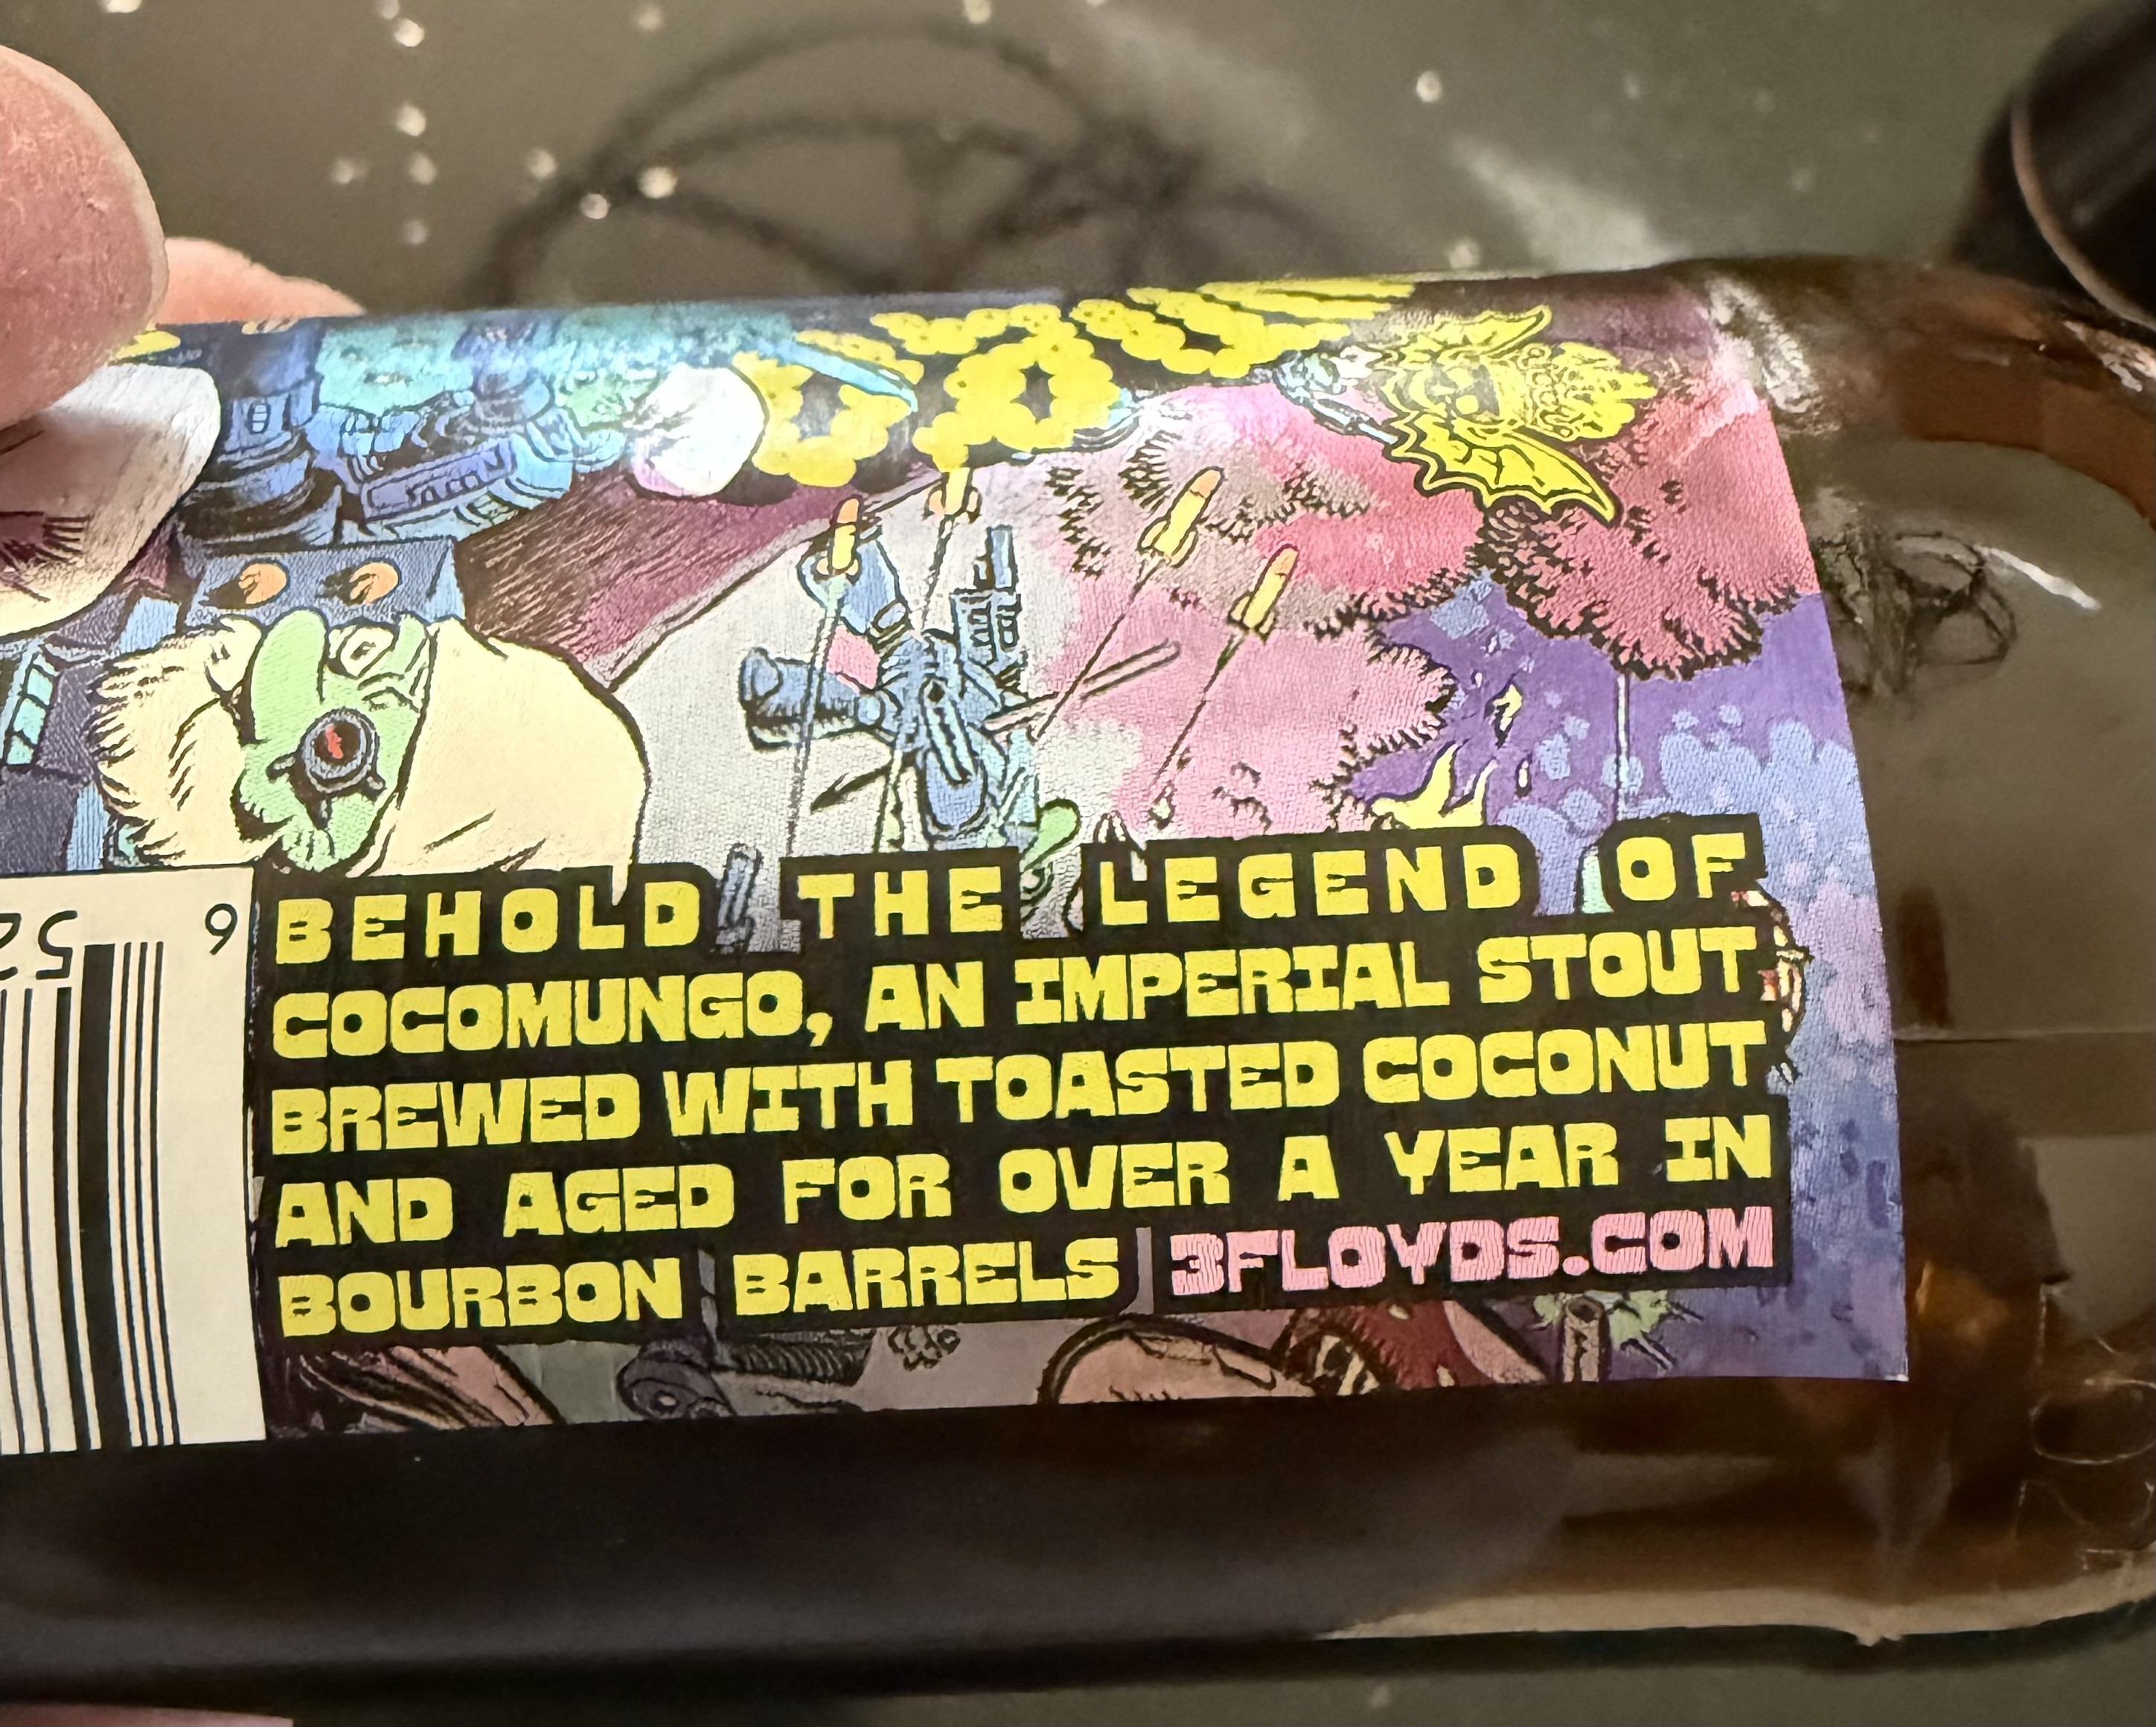 BEHOLD THE LEGEND OF
COCOMUNGO, AN IMPERIAL STOUT
BREWED WITH TOASTED COCONUT
AND AGED FOR OVER A YEAR IN
BOURBON BARRELS 3FLOYDS.COM
6